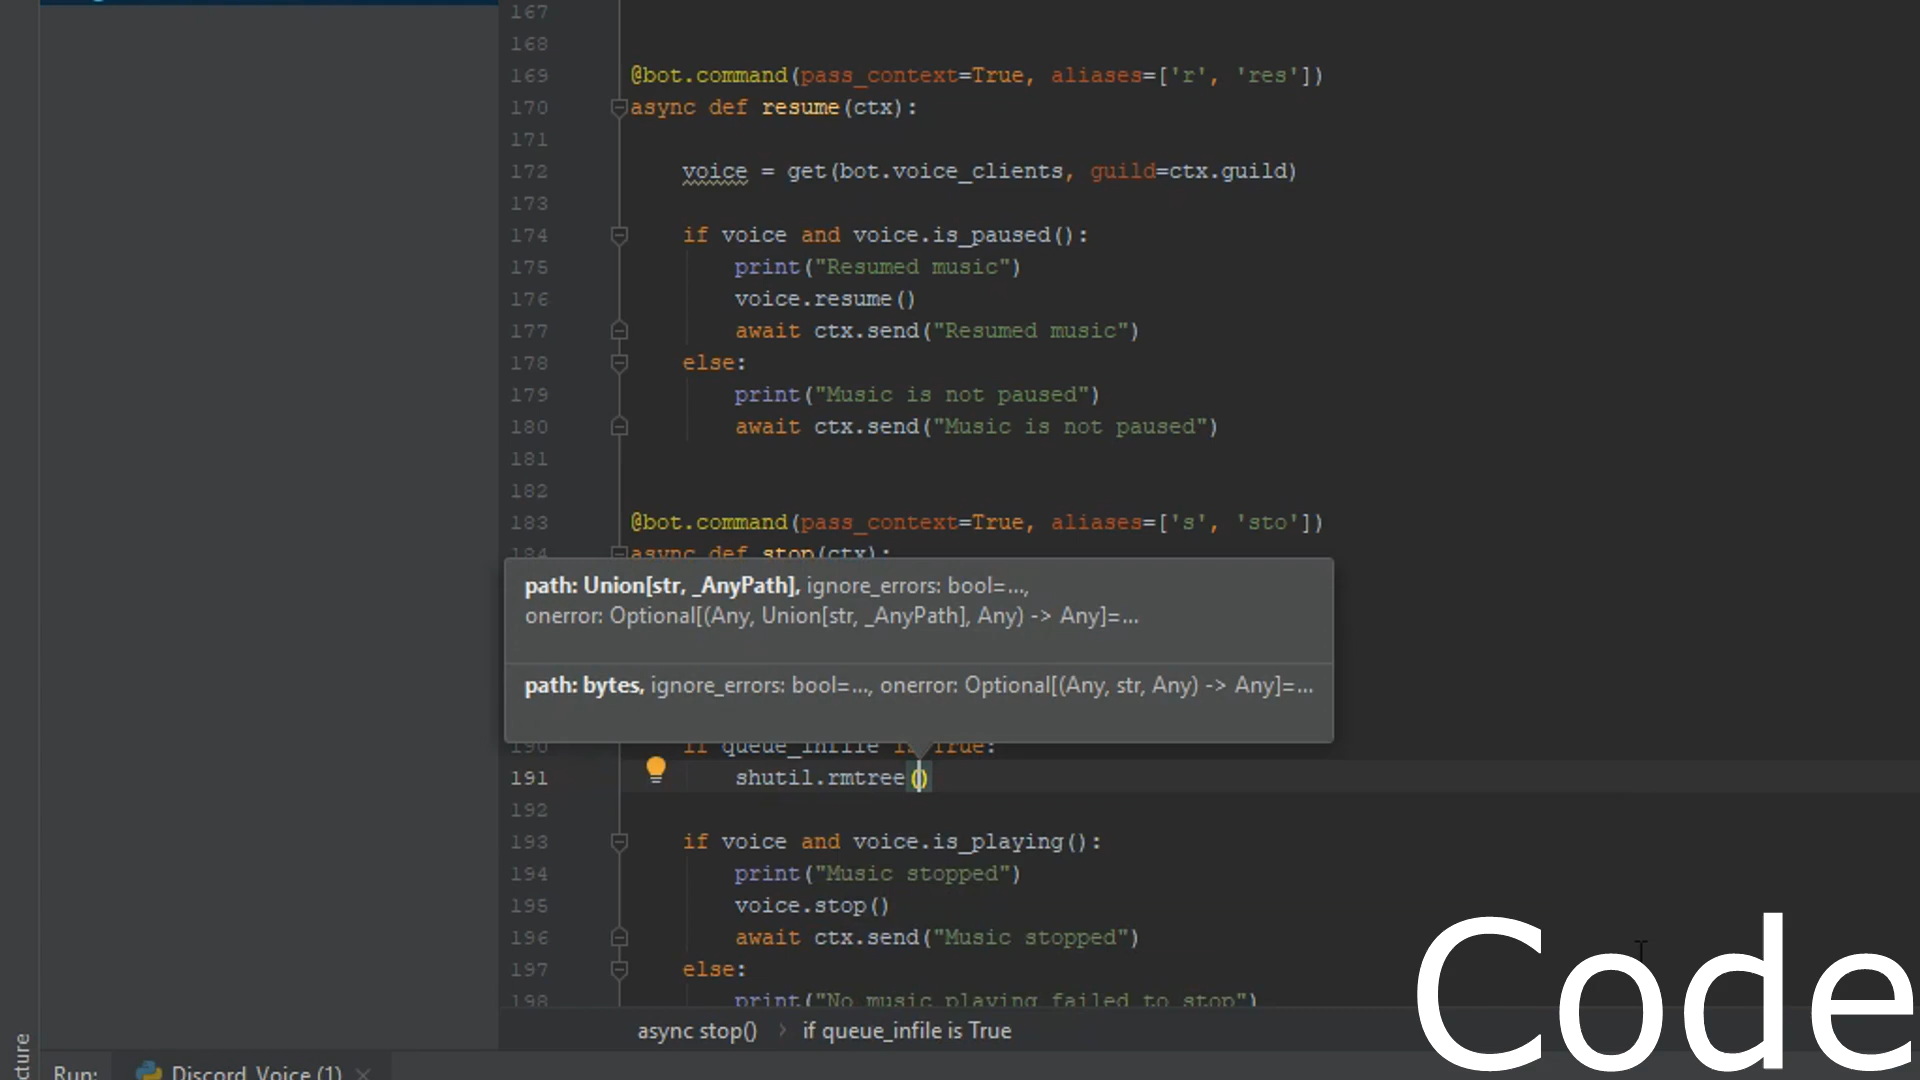 167
168
169 @bot.command(pass_context=True, aliases=['r', 'res'])
170 async def resume(ctx):
171
172 voice = get(bot.voice_clients, guild=ctx.guild)
173
174 if voice and voice.is_paused():
175 print("Resumed music")
176 voice.resume()
177 await ctx.send("Resumed music")
178 else:
179 print("Music is not paused")
180 await ctx.send("Music is not paused")
181
182
183 @bot.command(pass_context=True, aliases=['s', 'sto'])
184 async def stop(ctx):
path: Union[str, _AnyPath], ignore_errors: bool=...,
onerror: Optional[(Any, Union[str, _AnyPath], Any) -> Any]=...
path: bytes, ignore_errors: bool=..., onerror: Optional[(Any, str, Any) -> Any]=...
190 if queue_infile is True:
191 shutil.rmtree()
192
193 if voice and voice.is_playing():
194 print("Music stopped")
195 voice.stop()
196 await ctx.send("Music stopped")
197 else:
198 print("No music playing failed to stop")
async stop() › if queue_infile is True
Run: Discord_Voice (1) ×
Code